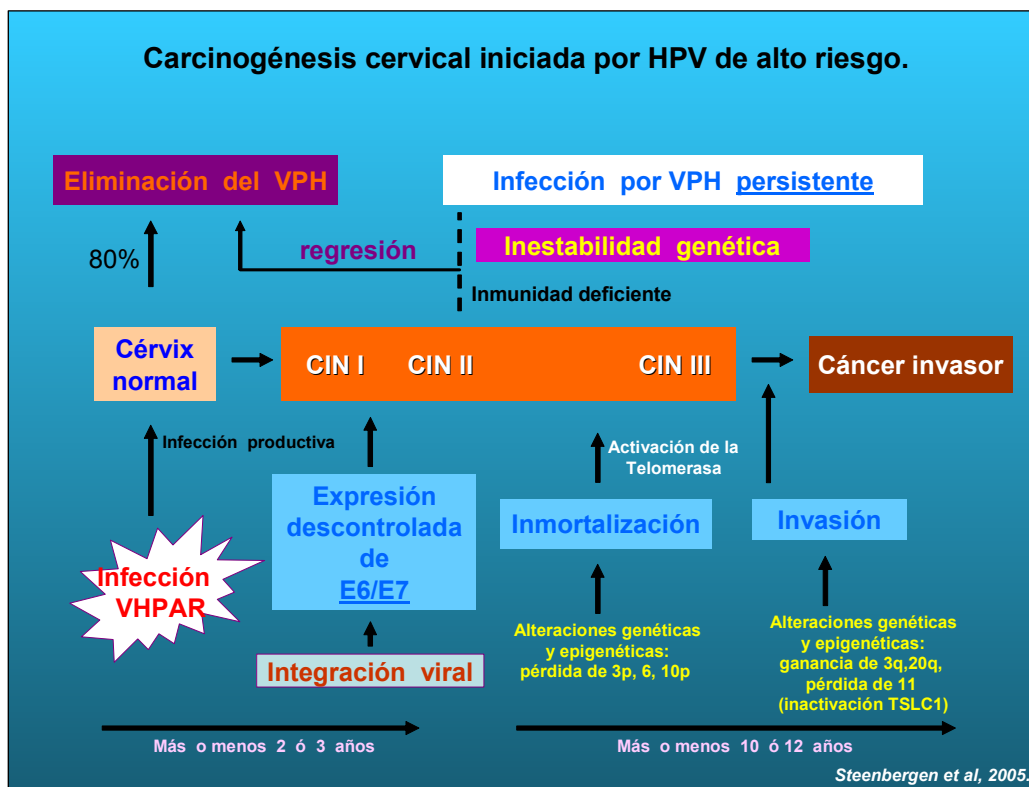 Carcinogénesis cervical iniciada por HPV de alto riesgo.
Eliminación del VPH
Infección por VPH persistente
80%
regresión
Inestabilidad genética
Inmunidad deficiente
Cérvix
normal
CIN I
CIN II
CIN III
Cáncer invasor
Infección productiva
Activación de la
Telomerasa
Expresión
descontrolada
de
E6/E7
Inmortalización
Invasión
Infección
VHPAR
Integración viral
Alteraciones genéticas
y epigenéticas:
pérdida de 3p, 6, 10p
Alteraciones genéticas
y epigenéticas:
ganancia de 3q,20q,
pérdida de 11
(inactivación TSLC1)
Más o menos 2 ó 3 años
Más o menos 10 ó 12 años
Steenbergen et al, 2005.